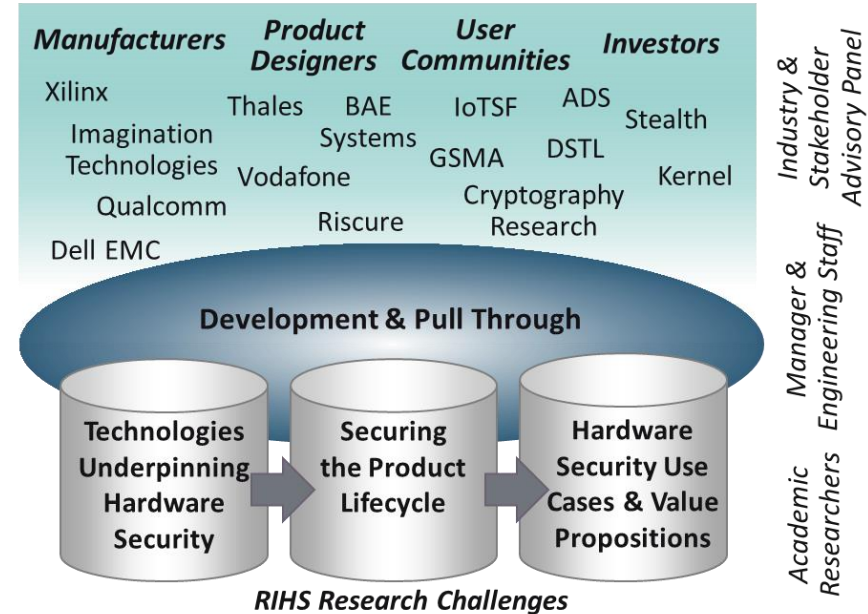 Manufacturers
Product
Designers
User
Communities
Investors
Xilinx
Imagination
Technologies
Qualcomm
Dell EMC
Thales
BAE
Systems
Vodafone
Riscure
IoTSF
GSMA
ADS
DSTL
Cryptography
Research
Stealth
Kernel
Industry &
Stakeholder
Advisory Panel
Development & Pull Through
Manager &
Engineering Staff
Technologies
Underpinning
Hardware
Security
Securing
the Product
Lifecycle
Hardware
Security Use
Cases & Value
Propositions
Academic
Researchers
RIHS Research Challenges